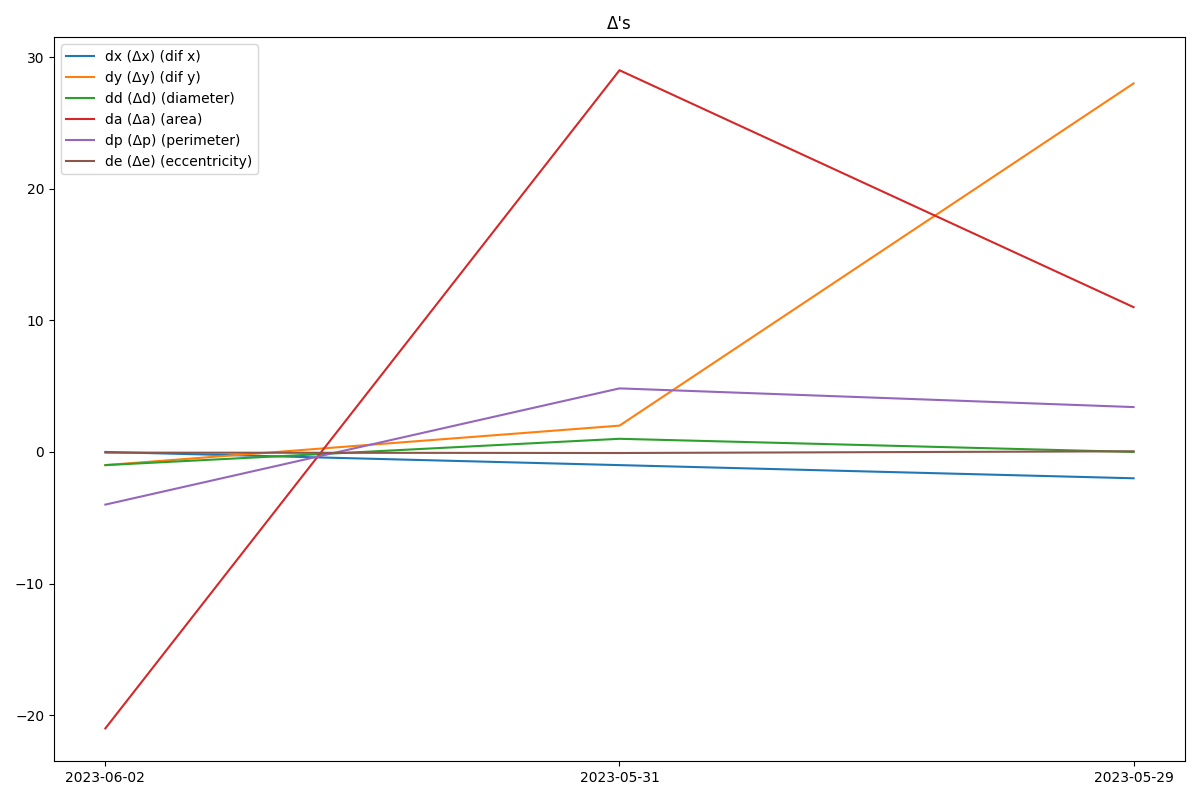 Δ's
dx (Δx) (dif x)
dy (Δy) (dif y)
dd (Δd) (diameter)
da (Δa) (area)
dp (Δp) (perimeter)
de (Δe) (eccentricity)
30
20
10
0
−10
−20
2023-06-02 2023-05-31 2023-05-29